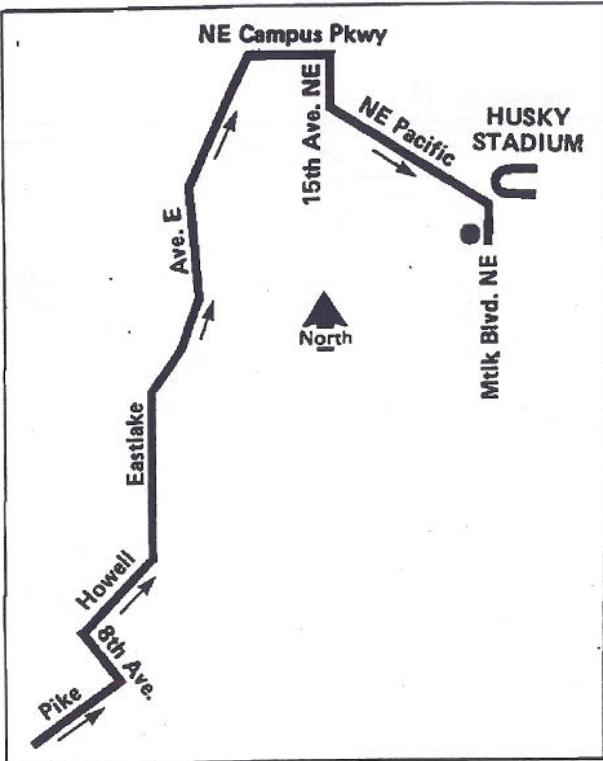 NE Campus Pkwy
15th Ave. NE
NE Pacific
HUSKY
STADIUM
Ave. E
North
Mtlk Blvd. NE
Eastlake
Howell
8th Ave.
Pike